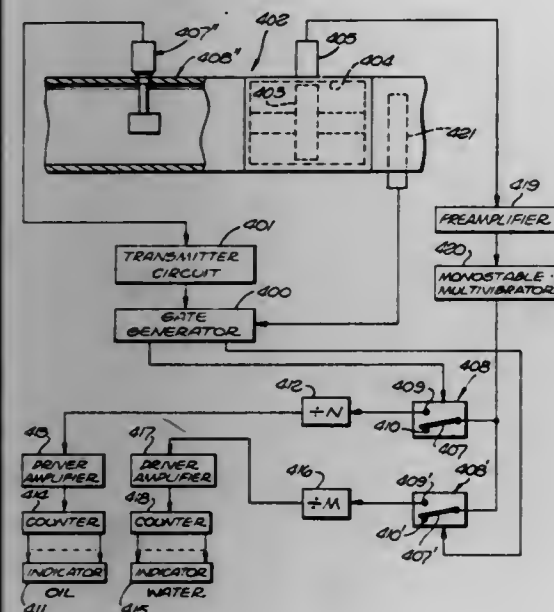 407"
408"
402
405
404
403
421
419
PREAMPLIFIER
401
TRANSMITTER
CIRCUIT
420
MONOSTABLE-
MULTIVIBRATOR
400
GATE
GENERATOR
408
412
409
÷N
410
407
413
417
DRIVER
AMPLIFIER
DRIVER
AMPLIFIER
416
408'
409'
÷M
414
418
COUNTER
COUNTER
410'
407'
INDICATOR
OIL
INDICATOR
WATER
411
415